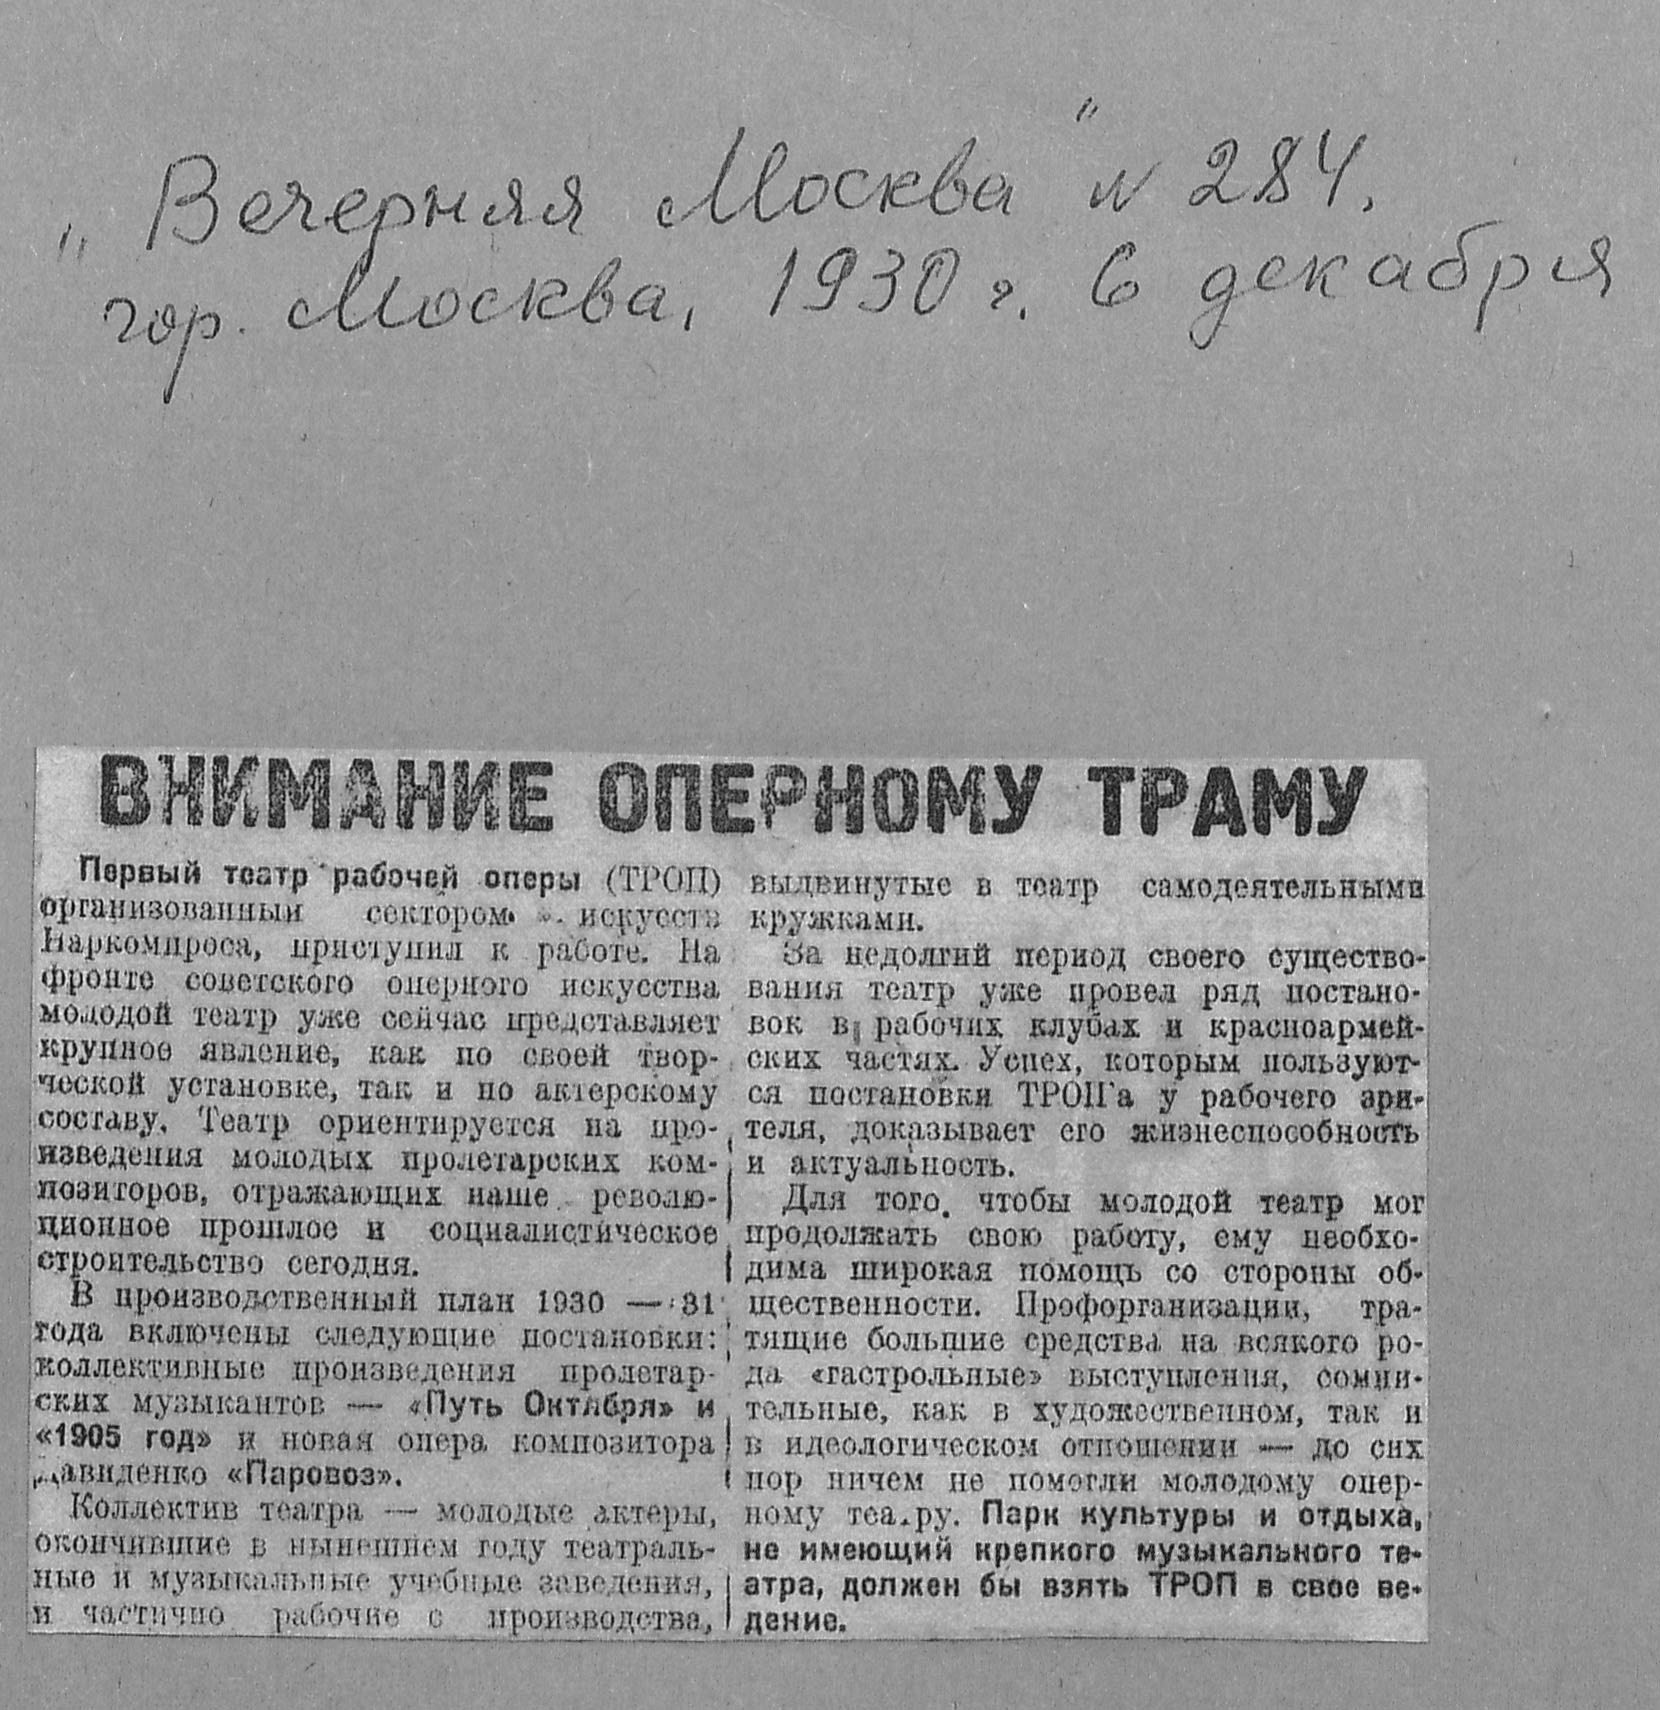 „Вечерняя Москва" № 284.
гор. Москва, 1930 г. 6 декабря
ВНИМАНИЕ ОПЕРНОМУ ТРАМУ
Первый театр рабочей оперы (ТРОП)
организованный сектором искусств
Наркомпроса, приступил к работе. На
фронте советского оперного искусства
молодой театр уже сейчас представляет
крупное явление, как по своей твор-
ческой установке, так и по актерскому
составу. Театр ориентируется на про-
изведения молодых пролетарских ком-
позиторов, отражающих наше револю-
ционное прошлое и социалистическое
строительство сегодня.
В производственный план 1930 — 31
года включены следующие постановки:
коллективные произведения пролетар-
ских музыкантов — «Путь Октября» и
«1905 год» и новая опера композитора
Давиденко «Паровоз».
Коллектив театра — молодые актеры,
окончившие в нынешнем году театраль-
ные и музыкальные учебные заведения,
и частично рабочие с производства,
выдвинутые в театр самодеятельными
кружками.
За недолгий период своего существо-
вания театр уже провел ряд постано-
вок в рабочих клубах и красноармей-
ских частях. Успех, которым пользуют-
ся постановки ТРОП'а у рабочего зри-
теля, доказывает его жизнеспособность
и актуальность.
Для того, чтобы молодой театр мог
продолжать свою работу, ему необхо-
дима широкая помощь со стороны об-
щественности. Профорганизации, тра-
тящие большие средства на всякого ро-
да «гастрольные» выступления, сомни-
тельные, как в художественном, так и
в идеологическом отношении — до сих
пор ничем не помогли молодому опер-
ному театру. Парк культуры и отдыха,
не имеющий крепкого музыкального те-
атра, должен бы взять ТРОП в свое ве-
дение.